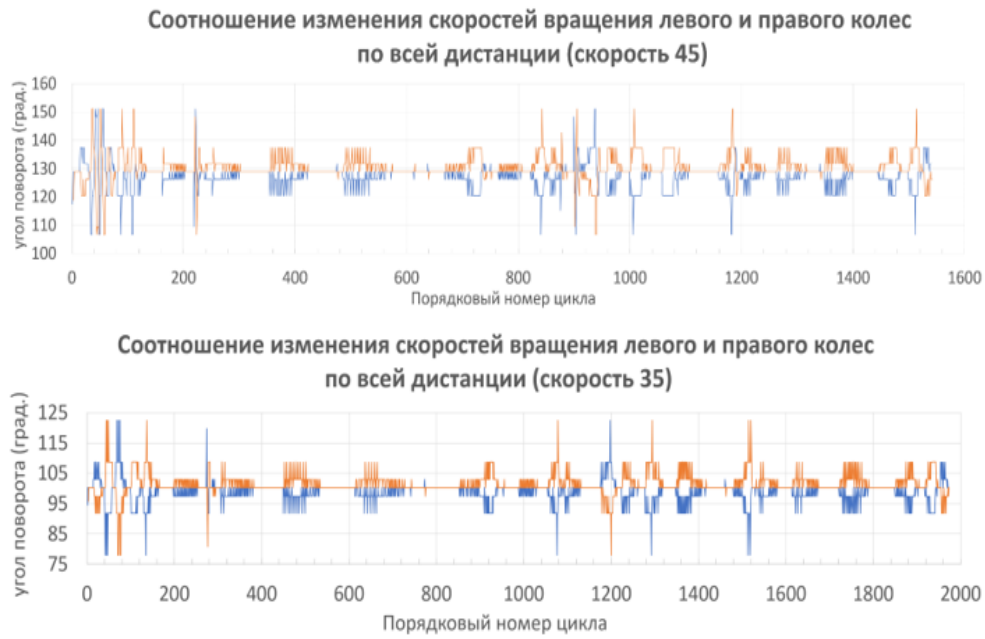 Соотношение изменения скоростей вращения левого и правого колес
по всей дистанции (скорость 45)
угол поворота (град.)
160
150
140
130
120
110
100
0 200 400 600 800 1000 1200 1400 1600
Порядковый номер цикла
Соотношение изменения скоростей вращения левого и правого колес
по всей дистанции (скорость 35)
угол поворота (град.)
125
115
105
95
85
75
0 200 400 600 800 1000 1200 1400 1600 1800 2000
Порядковый номер цикла